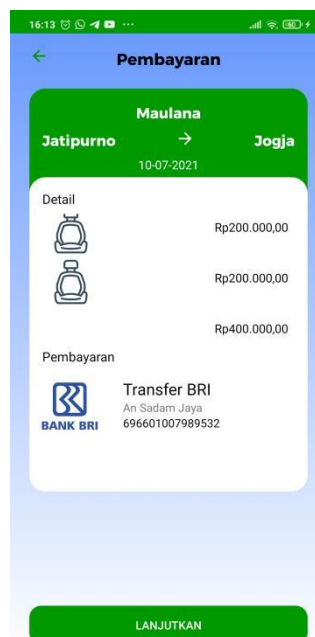 16:13
60
Pembayaran
Maulana
Jatipurno → Jogja
10-07-2021
Detail
Rp200.000,00
Rp200.000,00
Rp400.000,00
Pembayaran
Transfer BRI
An Sadam Jaya
BANK BRI
696601007989532
LANJUTKAN